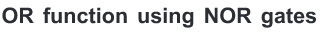 OR function using NOR gates